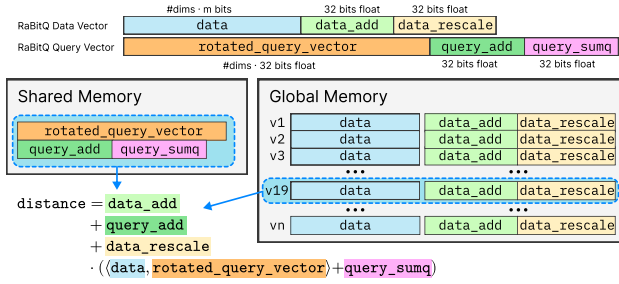 #dims · m bits 32 bits float 32 bits float
RaBitQ Data Vector data data_add data_rescale
RaBitQ Query Vector rotated_query_vector query_add query_sumq
#dims · 32 bits float 32 bits float 32 bits float
Shared Memory
rotated_query_vector
query_add query_sumq
Global Memory
v1 data data_add data_rescale
v2 data data_add data_rescale
v3 data data_add data_rescale
••• •••
v19 data data_add data_rescale
••• •••
vn data data_add data_rescale
distance = data_add
+ query_add
+ data_rescale
· (⟨data, rotated_query_vector⟩+query_sumq)